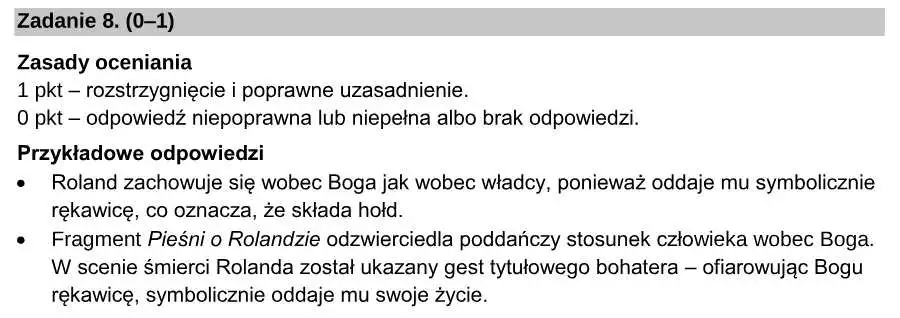 Zadanie 8. (0–1)
Zasady oceniania
1 pkt – rozstrzygnięcie i poprawne uzasadnienie.
0 pkt – odpowiedź niepoprawna lub niepełna albo brak odpowiedzi.
Przykładowe odpowiedzi
• Roland zachowuje się wobec Boga jak wobec władcy, ponieważ oddaje mu symbolicznie
rękawicę, co oznacza, że składa hołd.
• Fragment Pieśni o Rolandzie odzwierciedla poddańczy stosunek człowieka wobec Boga.
W scenie śmierci Rolanda został ukazany gest tytułowego bohatera – ofiarowując Bogu
rękawicę, symbolicznie oddaje mu swoje życie.